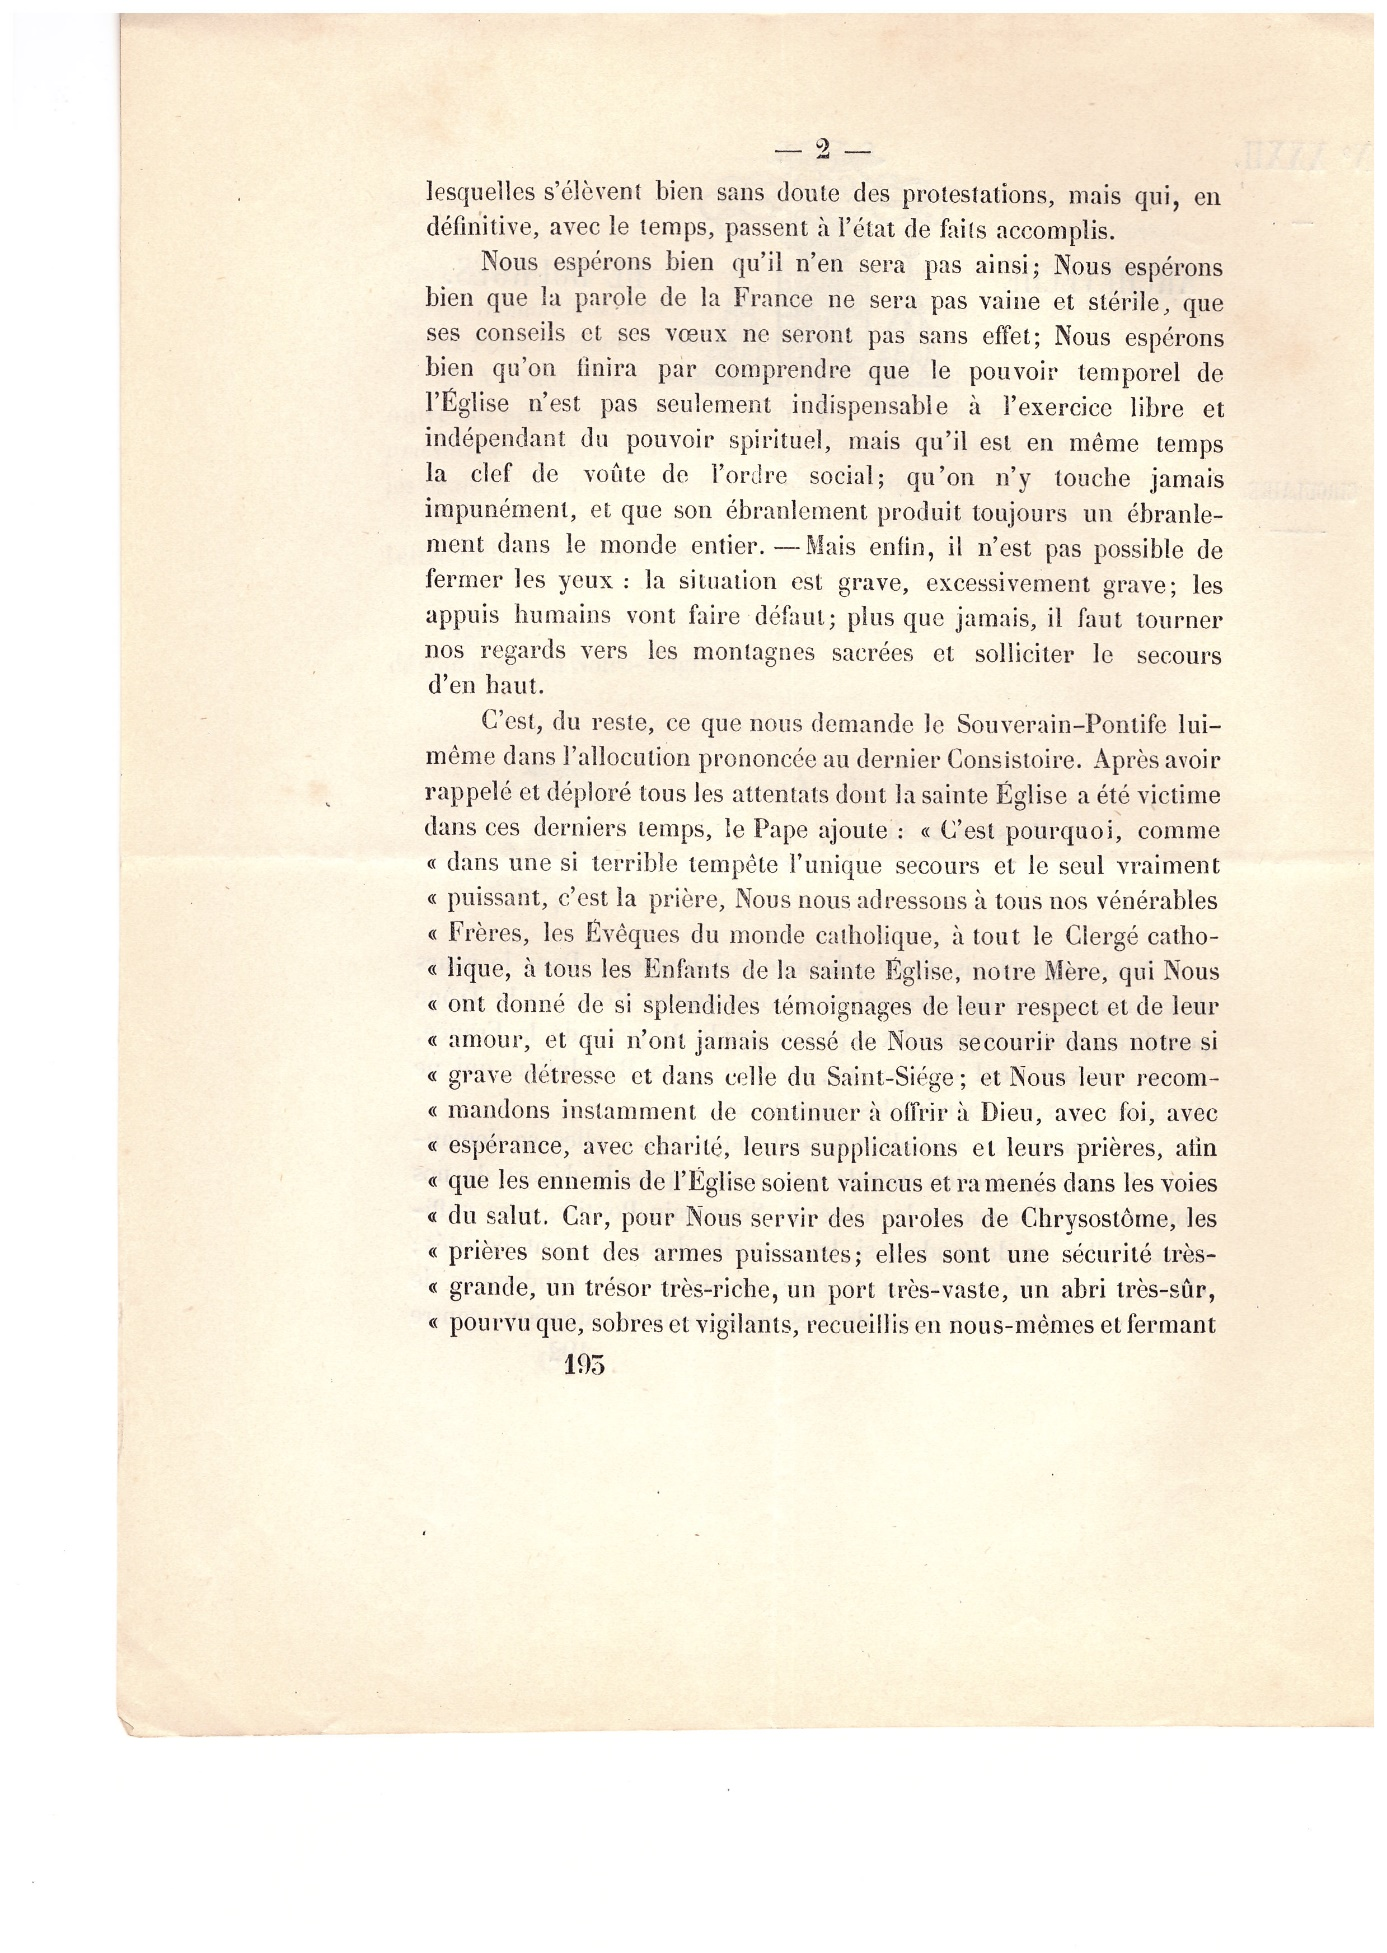 — 2 —
lesquelles s'élèvent bien sans doute des protestations, mais qui, en
définitive, avec le temps, passent à l'état de faits accomplis.
Nous espérons bien qu'il n'en sera pas ainsi; Nous espérons
bien que la parole de la France ne sera pas vaine et stérile, que
ses conseils et ses vœux ne seront pas sans effet; Nous espérons
bien qu'on finira par comprendre que le pouvoir temporel de
l'Église n'est pas seulement indispensable à l'exercice libre et
indépendant du pouvoir spirituel, mais qu'il est en même temps
la clef de voûte de l'ordre social; qu'on n'y touche jamais
impunément, et que son ébranlement produit toujours un ébranle-
ment dans le monde entier. — Mais enfin, il n'est pas possible de
fermer les yeux : la situation est grave, excessivement grave; les
appuis humains vont faire défaut; plus que jamais, il faut tourner
nos regards vers les montagnes sacrées et solliciter le secours
d'en haut.
C'est, du reste, ce que nous demande le Souverain-Pontife lui-
même dans l'allocution prononcée au dernier Consistoire. Après avoir
rappelé et déploré tous les attentats dont la sainte Église a été victime
dans ces derniers temps, le Pape ajoute : « C'est pourquoi, comme
« dans une si terrible tempête l'unique secours et le seul vraiment
« puissant, c'est la prière, Nous nous adressons à tous nos vénérables
« Frères, les Évêques du monde catholique, à tout le Clergé catho-
« lique, à tous les Enfants de la sainte Église, notre Mère, qui Nous
« ont donné de si splendides témoignages de leur respect et de leur
« amour, et qui n'ont jamais cessé de Nous secourir dans notre si
« grave détresse et dans celle du Saint-Siége; et Nous leur recom-
« mandons instamment de continuer à offrir à Dieu, avec foi, avec
« espérance, avec charité, leurs supplications et leurs prières, afin
« que les ennemis de l'Église soient vaincus et ramenés dans les voies
« du salut. Car, pour Nous servir des paroles de Chrysostôme, les
« prières sont des armes puissantes; elles sont une sécurité très-
« grande, un trésor très-riche, un port très-vaste, un abri très-sûr,
« pourvu que, sobres et vigilants, recueillis en nous-mêmes et fermant
195